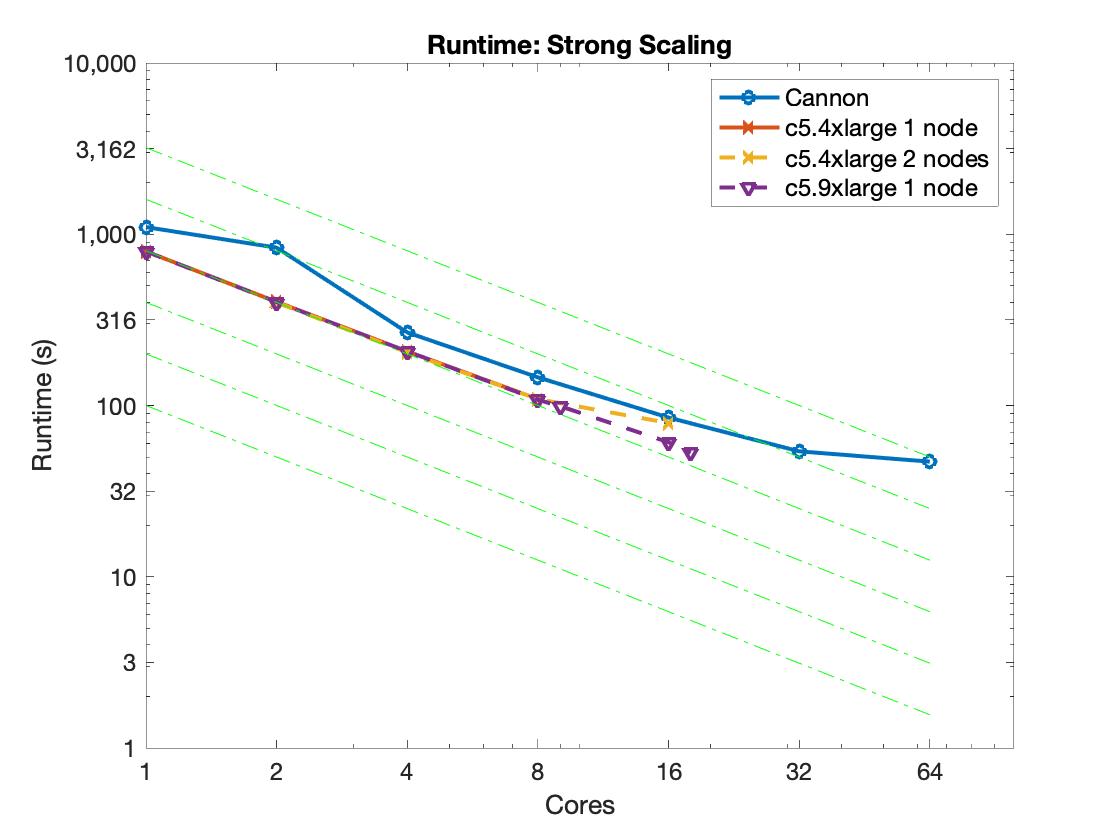 Runtime: Strong Scaling
10,000
3,162
1,000
316
100
32
10
3
1
Runtime (s)
Cannon
c5.4xlarge 1 node
c5.4xlarge 2 nodes
c5.9xlarge 1 node
1 2 4 8 16 32 64
Cores